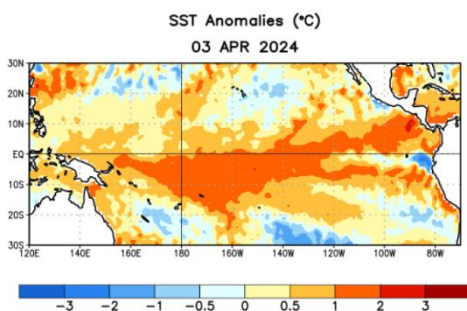 SST Anomalies (°C)
03 APR 2024
30N
20N
10N
EQ
10S
20S
30S
120E 140E 160E 180 160W 140W 120W 100W 80W
-3 -2 -1 -0.5 0 0.5 1 2 3